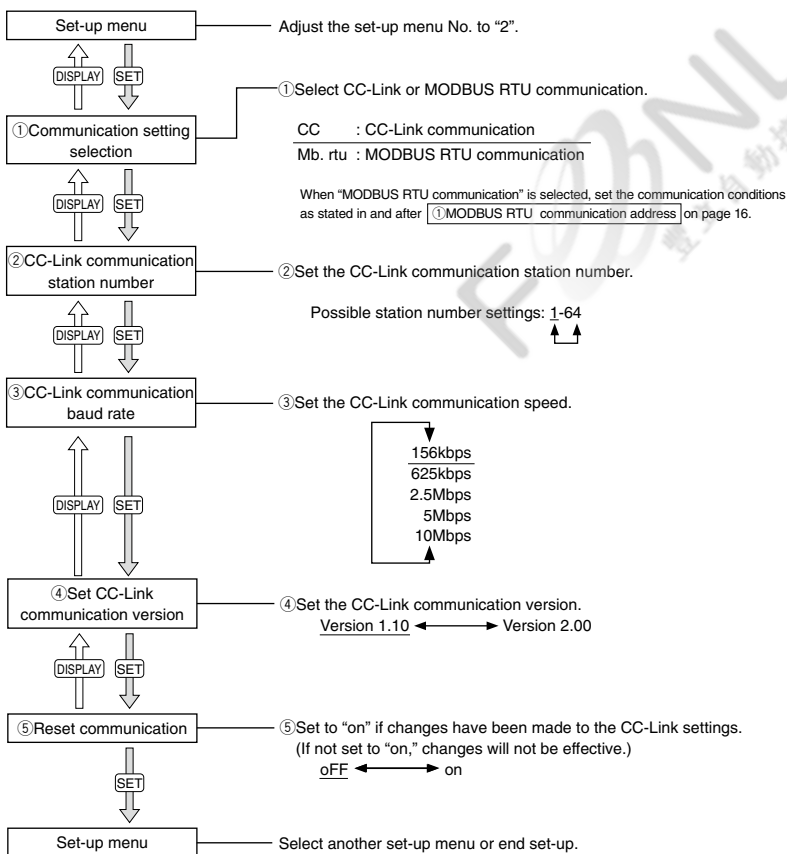 Set-up menu
Adjust the set-up menu No. to “2”.
DISPLAY SET
①Communication setting
selection
①Select CC-Link or MODBUS RTU communication.
CC : CC-Link communication
Mb. rtu : MODBUS RTU communication
When “MODBUS RTU communication” is selected, set the communication conditions
as stated in and after ①MODBUS RTU communication address on page 16.
DISPLAY SET
②CC-Link communication
station number
②Set the CC-Link communication station number.
Possible station number settings: 1-64
DISPLAY SET
③CC-Link communication
baud rate
③Set the CC-Link communication speed.
156kbps
625kbps
2.5Mbps
5Mbps
10Mbps
DISPLAY SET
④Set CC-Link
communication version
④Set the CC-Link communication version.
Version 1.10 Version 2.00
DISPLAY SET
⑤Reset communication
⑤Set to “on” if changes have been made to the CC-Link settings.
(If not set to “on,” changes will not be effective.)
oFF on
SET
Set-up menu
Select another set-up menu or end set-up.